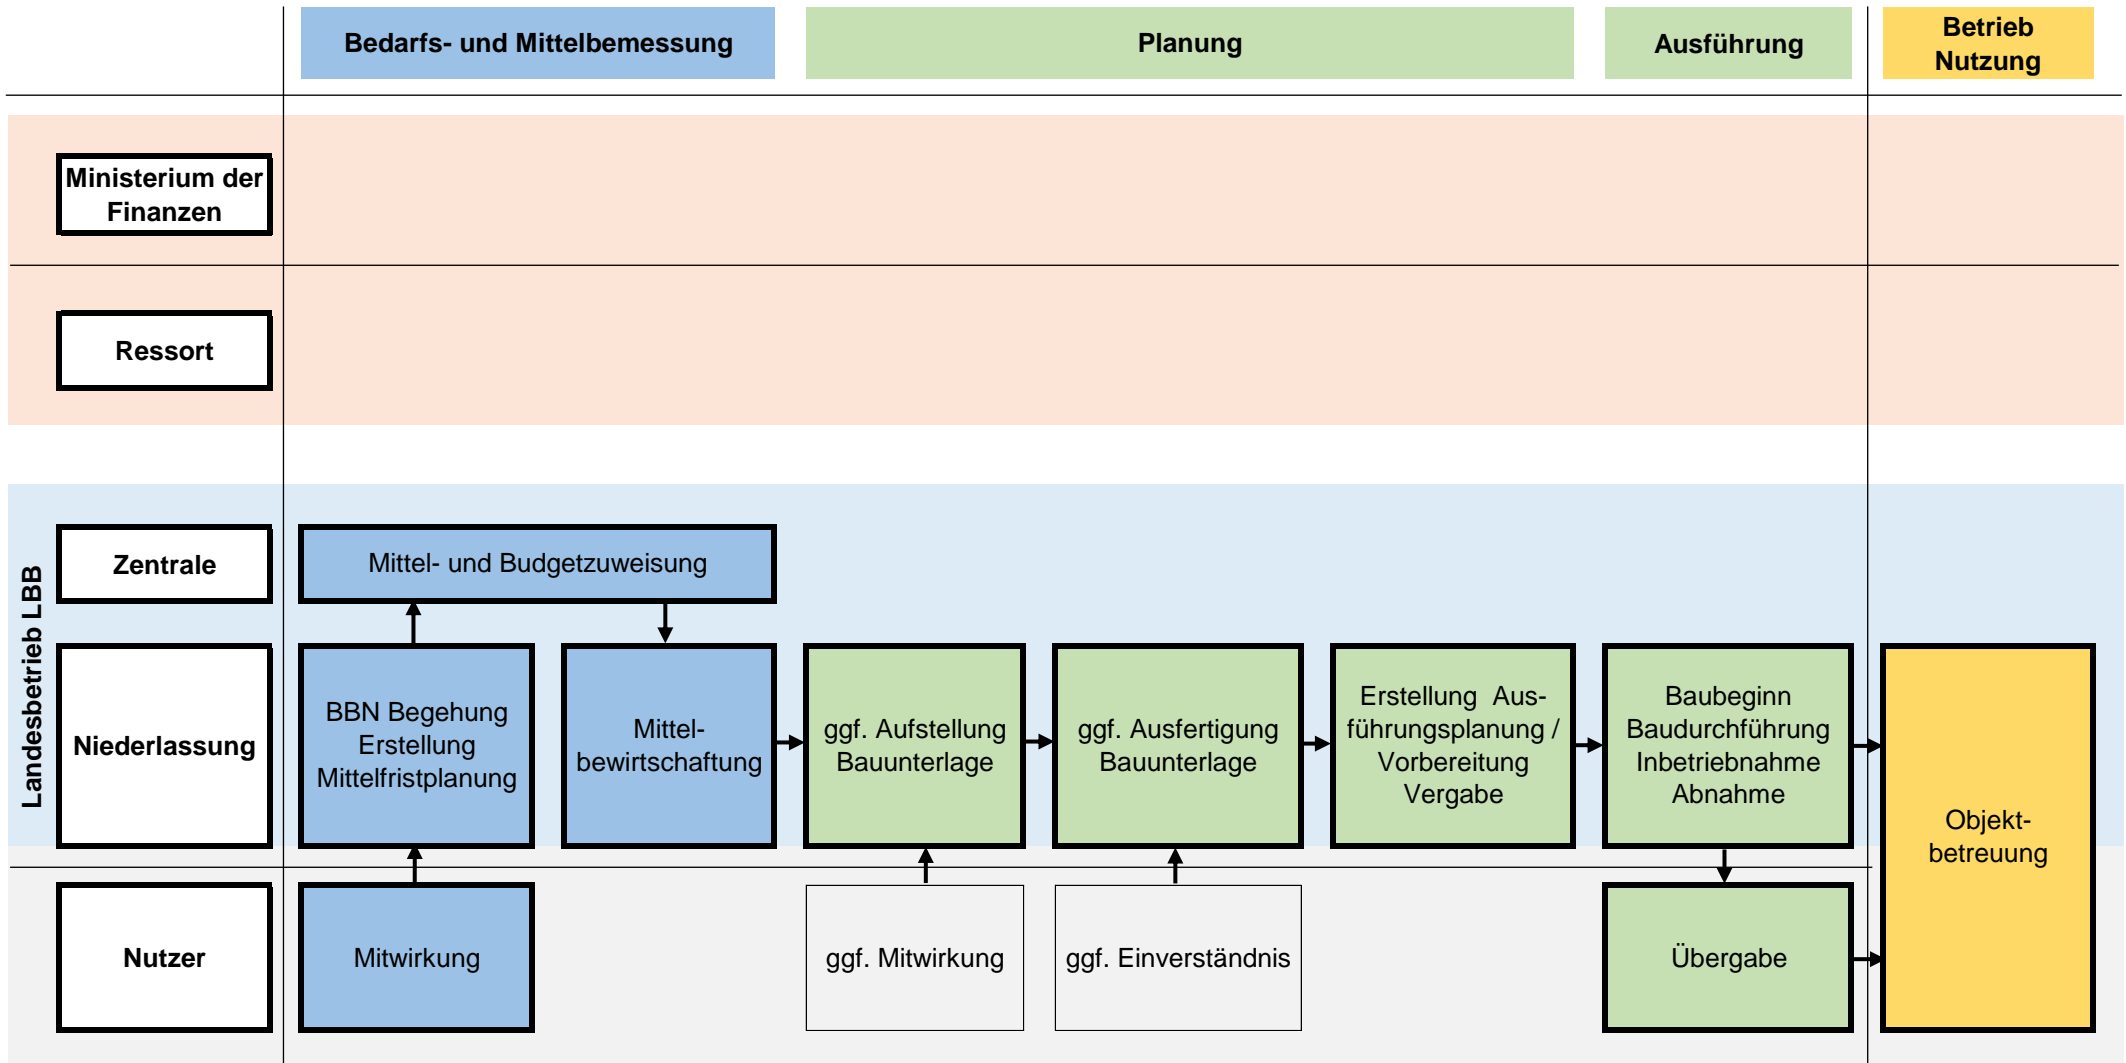 Bedarfs- und Mittelbemessung
Planung
Ausführung
Betrieb
Nutzung
Ministerium der
Finanzen
Ressort
Landesbetrieb LBB
Zentrale
Mittel- und Budgetzuweisung
Niederlassung
BBN Begehung
Erstellung
Mittelfristplanung
Mittel-
bewirtschaftung
ggf. Aufstellung
Bauunterlage
ggf. Ausfertigung
Bauunterlage
Erstellung Aus-
führungsplanung /
Vorbereitung
Vergabe
Baubeginn
Baudurchführung
Inbetriebnahme
Abnahme
Objekt-
betreuung
Nutzer
Mitwirkung
ggf. Mitwirkung
ggf. Einverständnis
Übergabe